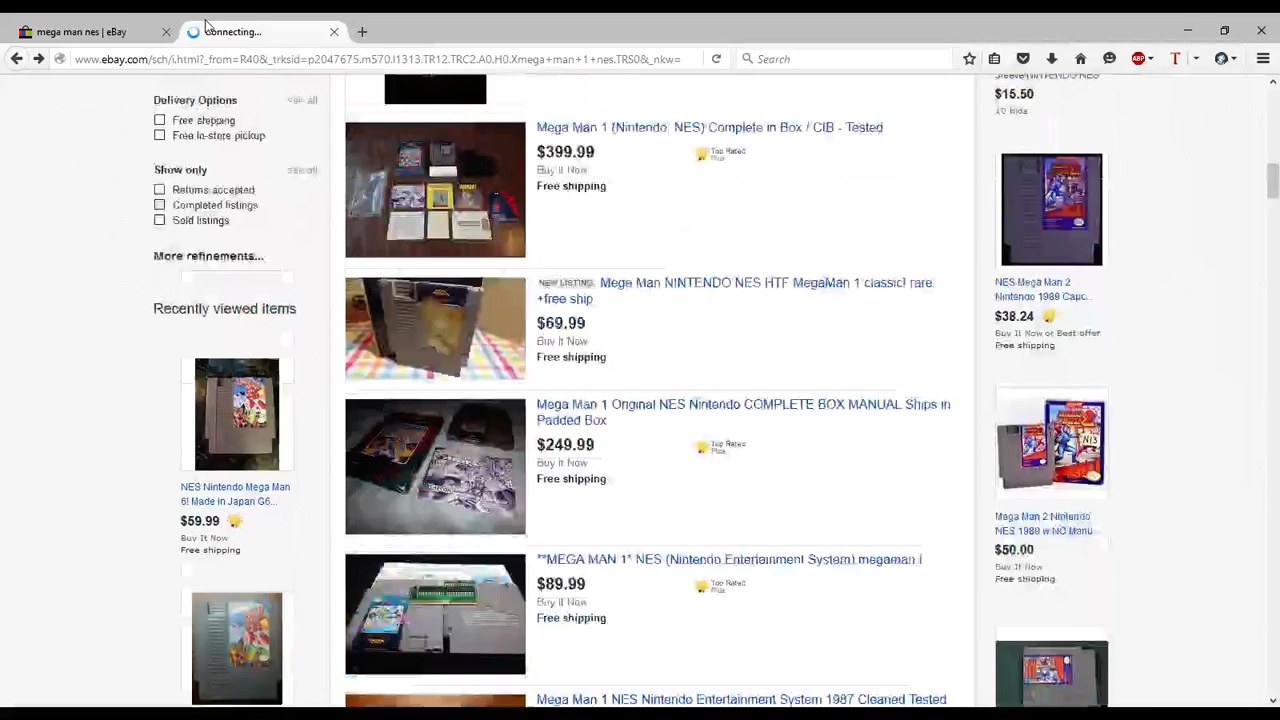 mega man nes | eBay
Connecting...
www.ebay.com/sch/i.html?_from=R40&_trksid=p2047675.m570.l1313.TR12.TRC2.A0.H0.Xmega+man+1+nes.TRS0&_nkw=
Search
ABP
Delivery Options
see all
Free shipping
Free in-store pickup
Show only
see all
Returns accepted
Completed listings
Sold listings
More refinements...
Recently viewed items
NES Nintendo Mega Man
6! Made in Japan G6...
$59.99
Buy It Now
Free shipping
Mega Man 1 (Nintendo, NES) Complete in Box / CIB - Tested
$399.99
Buy It Now
Free shipping
Top Rated
Plus
NEW LISTING Mega Man NINTENDO NES HTF MegaMan 1 classic! rare
+free ship
$69.99
Buy It Now
Free shipping
Mega Man 1 Original NES Nintendo COMPLETE BOX MANUAL Ships in
Padded Box
$249.99
Buy It Now
Free shipping
Top Rated
Plus
**MEGA MAN 1* NES (Nintendo Entertainment System) megaman I
$89.99
Buy It Now
Free shipping
Top Rated
Plus
Mega Man 1 NES Nintendo Entertainment System 1987 Cleaned Tested
$15.50
10 bids
NES Mega Man 2
Nintendo 1989 Capc...
$38.24
Buy It Now or Best offer
Free shipping
Mega Man 2 Nintendo
NES 1989 w NO Manu...
$50.00
Buy It Now
Free shipping